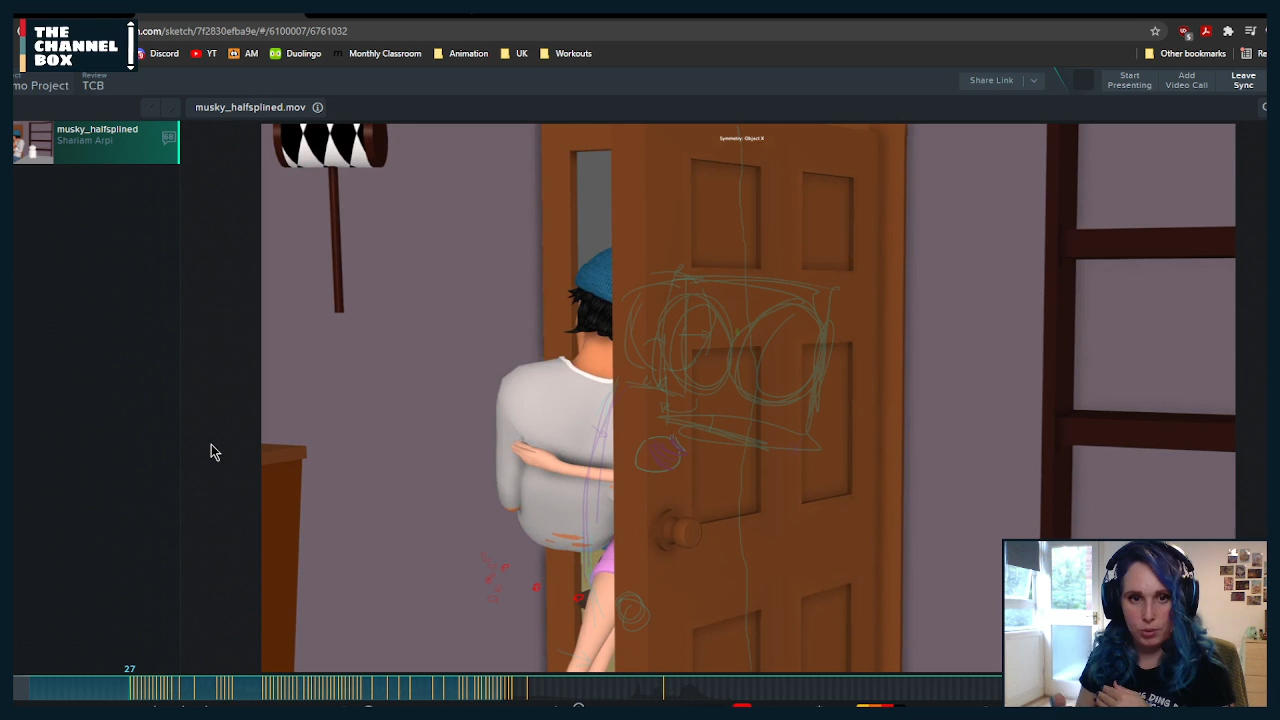 THE
CHANNEL
BOX
.com/sketch/7f2830efba9e/#/6100007/6761032
Discord YT AM Duolingo m Monthly Classroom Animation UK Workouts Other bookmarks Re
Review
mo Project TCB
Share Link Start Presenting Add Video Call Leave Sync
musky_halfsplined.mov
musky_halfsplined
Shariam Arpi
68
Symmetry: Object X
27